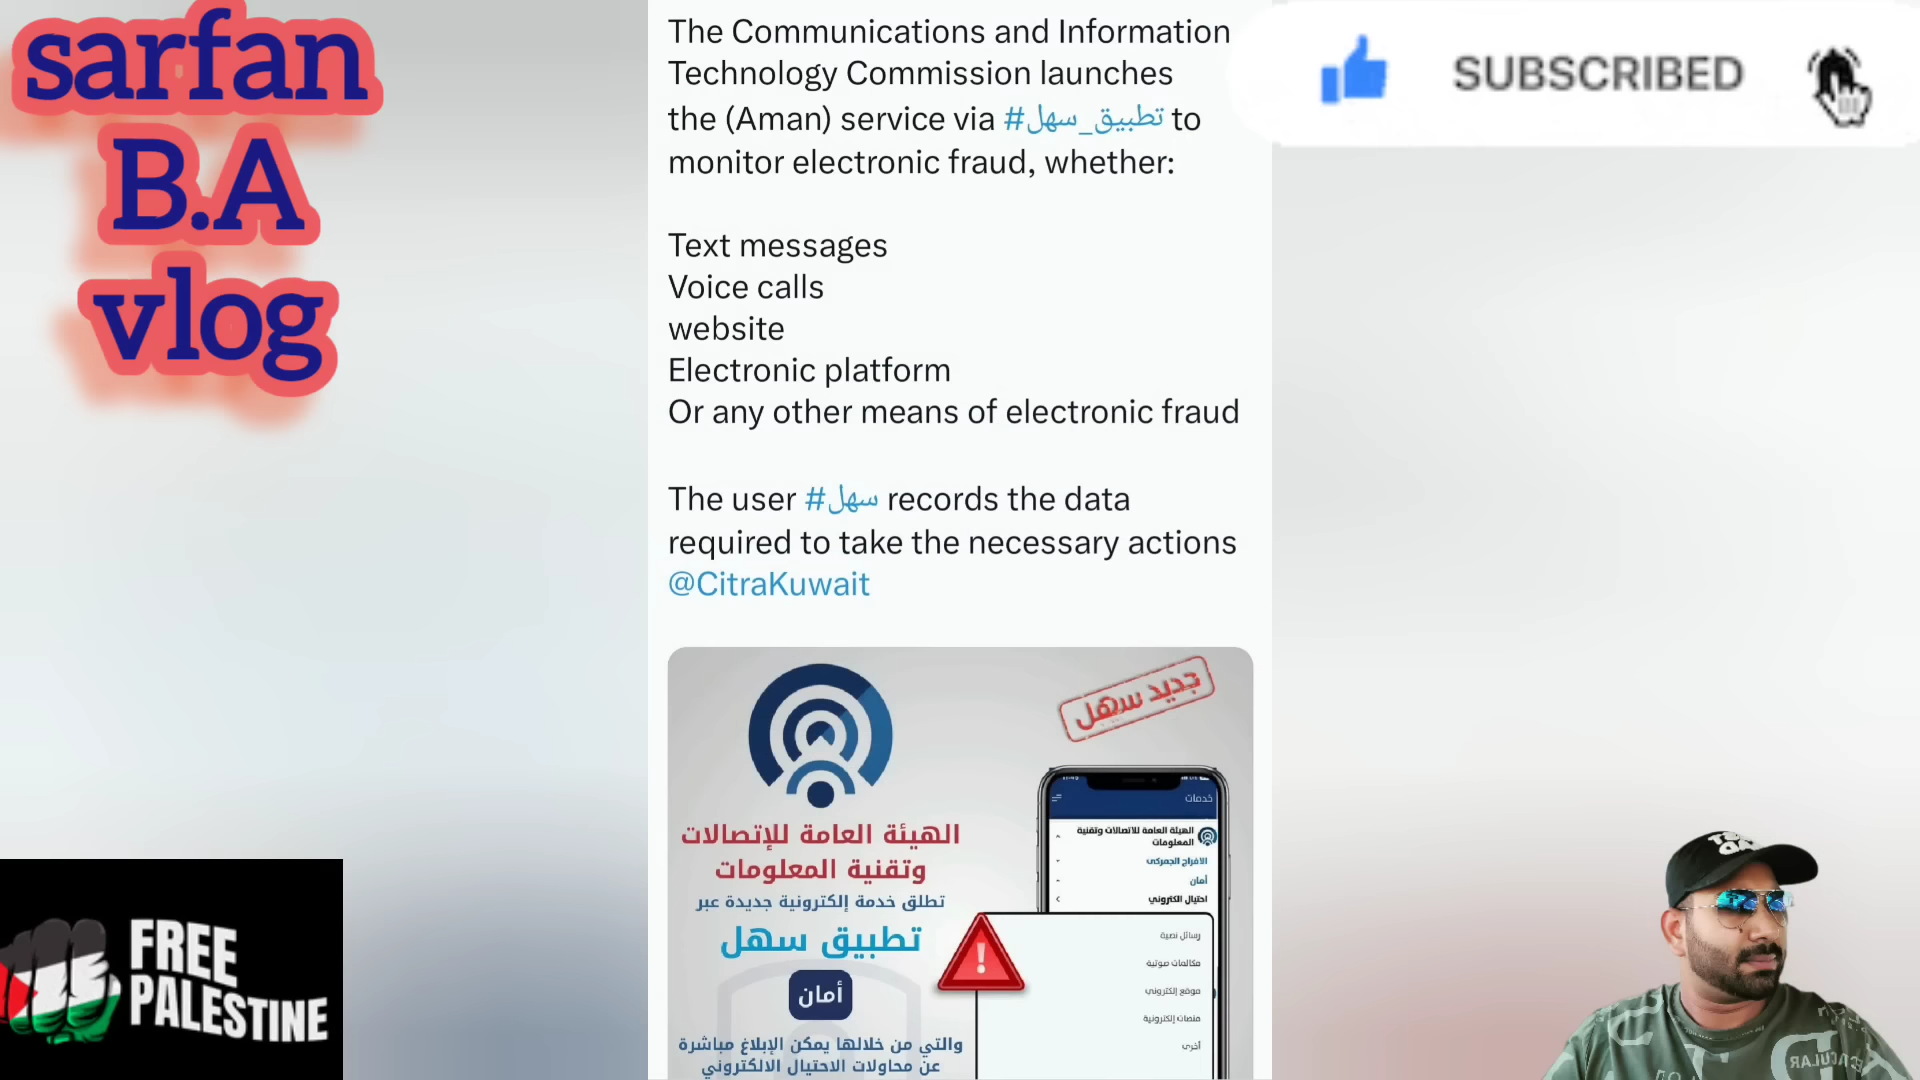 sarfan
B.A
vlog
The Communications and Information
Technology Commission launches
the (Aman) service via #تطبيق_سهل to
monitor electronic fraud, whether:
Text messages
Voice calls
website
Electronic platform
Or any other means of electronic fraud
The user #سهل records the data
required to take the necessary actions
@CitraKuwait
SUBSCRIBED
جديد سهل
الهيئة العامة للإتصالات
وتقنية المعلومات
تطلق خدمة إلكترونية جديدة عبر
تطبيق سهل
أمان
والتي من خلالها يمكن الإبلاغ مباشرة
عن محاولات الاحتيال الالكتروني
خدمات
الهيئة العامة للاتصالات وتقنية
المعلومات
الافراج الجمركي
أمان
احتيال الكتروني
رسائل نصية
مكالمات صوتية
موقع إلكتروني
منصات إلكترونية
أخرى
FREE
PALESTINE